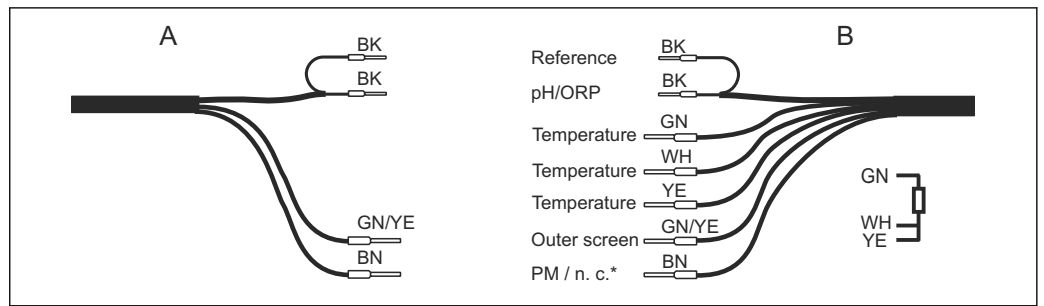 A
BK
BK
GN/YE
BN
B
Reference BK
pH/ORP BK
Temperature GN
Temperature WH
Temperature YE
Outer screen GN/YE
PM / n. c.* BN
GN
WH
YE